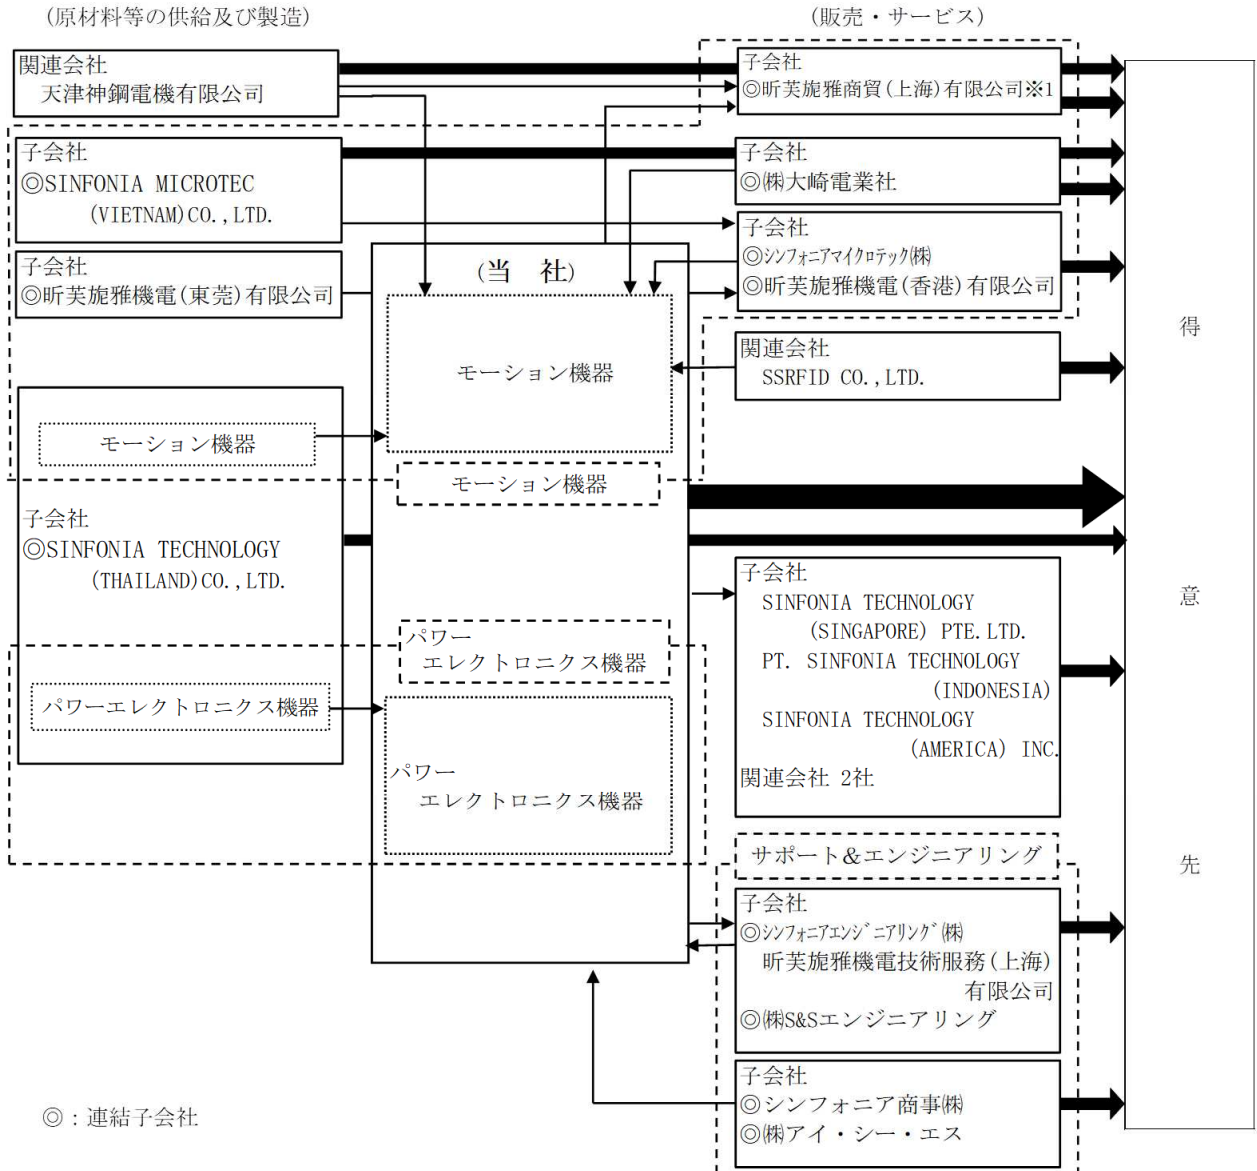 (原材料等の供給及び製造)
(販売・サービス)
関連会社
天津神鋼電機有限公司
子会社
◎SINFONIA MICROTEC
(VIETNAM)CO.,LTD.
子会社
◎昕芙旎雅機電(東莞)有限公司
モーション機器
子会社
◎SINFONIA TECHNOLOGY
(THAILAND)CO.,LTD.
パワーエレクトロニクス機器
(当 社)
モーション機器
モーション機器
パワー
エレクトロニクス機器
パワー
エレクトロニクス機器
子会社
◎昕芙旎雅商貿(上海)有限公司※1
子会社
◎㈱大崎電業社
子会社
◎シンフォニアマイクロテック㈱
◎昕芙旎雅機電(香港)有限公司
関連会社
SSRFID CO.,LTD.
子会社
SINFONIA TECHNOLOGY
(SINGAPORE) PTE.LTD.
PT. SINFONIA TECHNOLOGY
(INDONESIA)
SINFONIA TECHNOLOGY
(AMERICA) INC.
関連会社 2社
サポート＆エンジニアリング
子会社
◎シンフォニアエンジニアリング㈱
昕芙旎雅機電技術服務(上海)
有限公司
◎㈱S&Sエンジニアリング
子会社
◎シンフォニア商事㈱
◎㈱アイ・シー・エス
得
意
先
◎：連結子会社